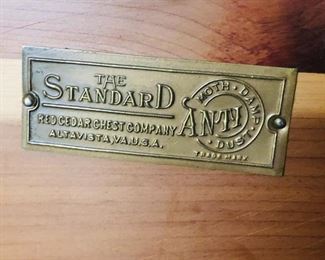 THE
STANDARD
RED CEDAR CHEST COMPANY
ALTAVISTA, VA. U.S.A.
MOTH DAMP
ANTI
DUST
TRADE MARK